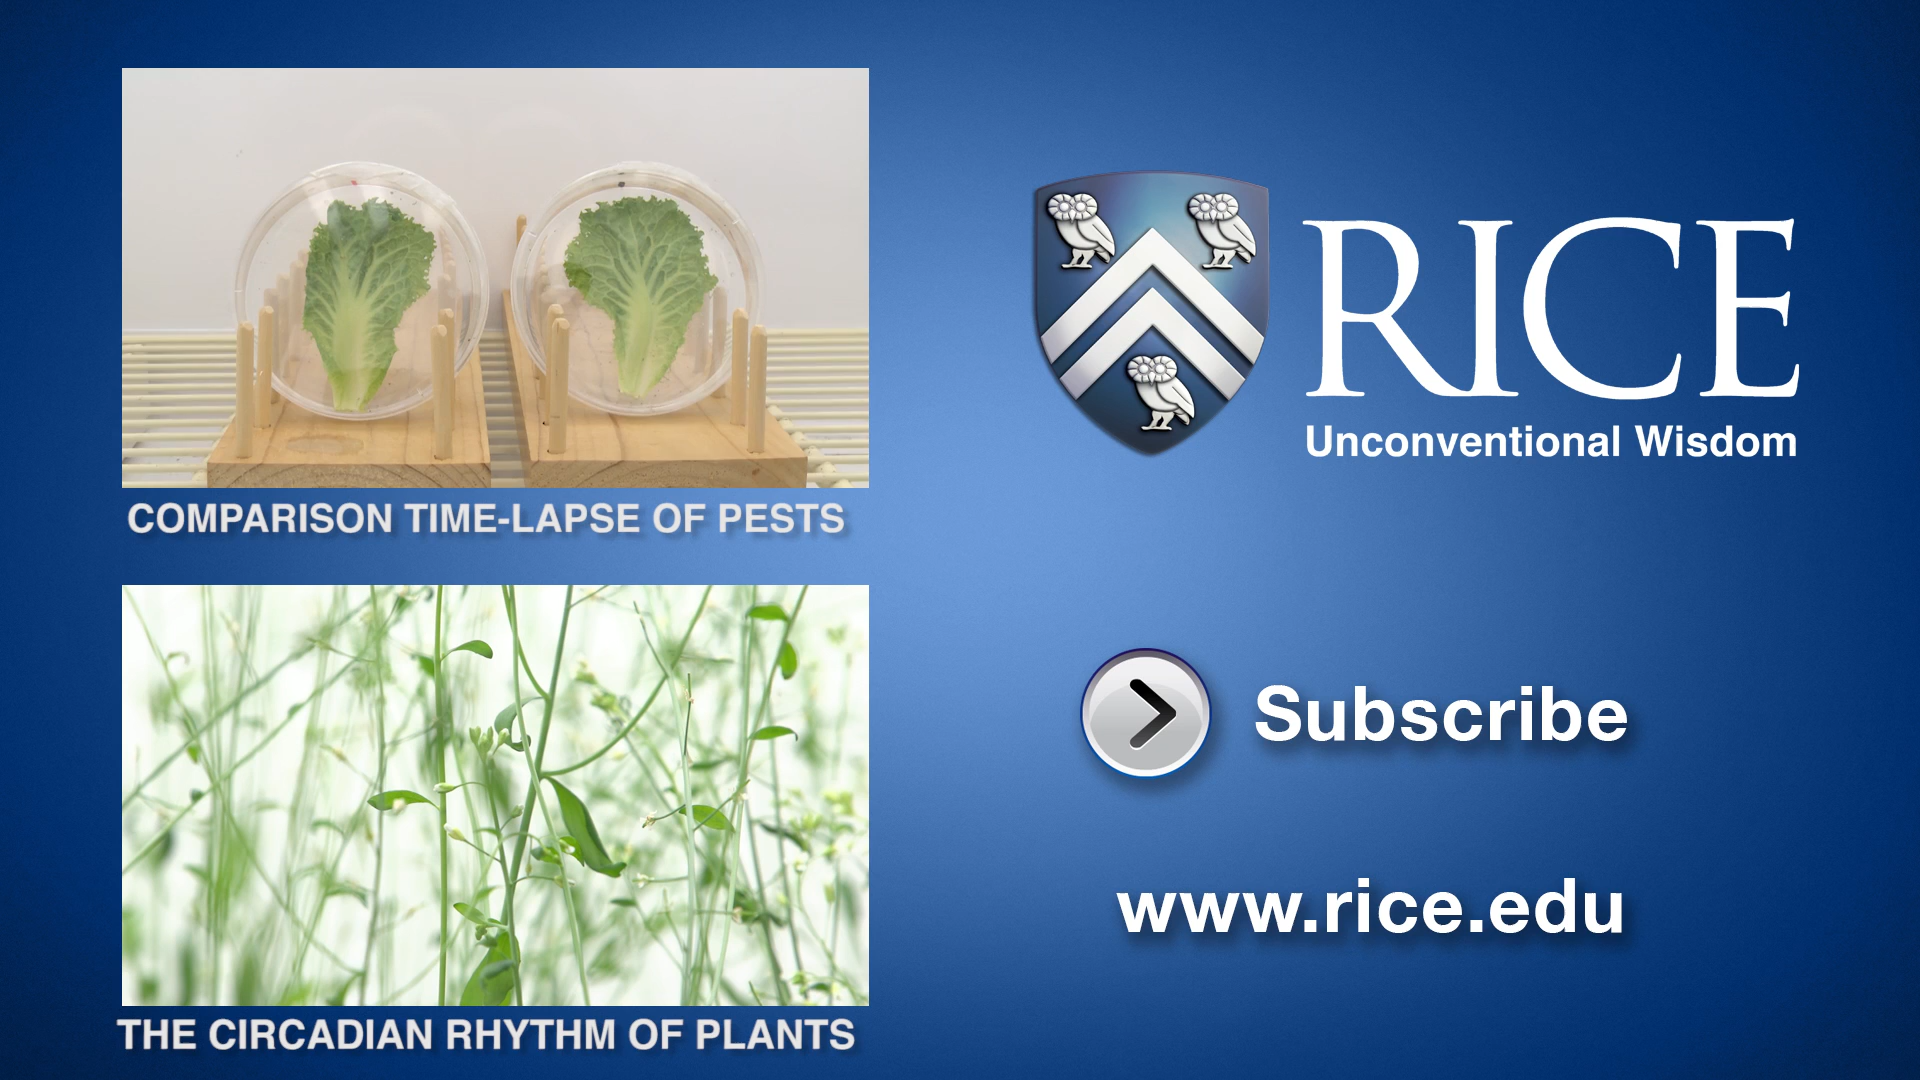 COMPARISON TIME-LAPSE OF PESTS
THE CIRCADIAN RHYTHM OF PLANTS
RICE
Unconventional Wisdom
Subscribe
www.rice.edu